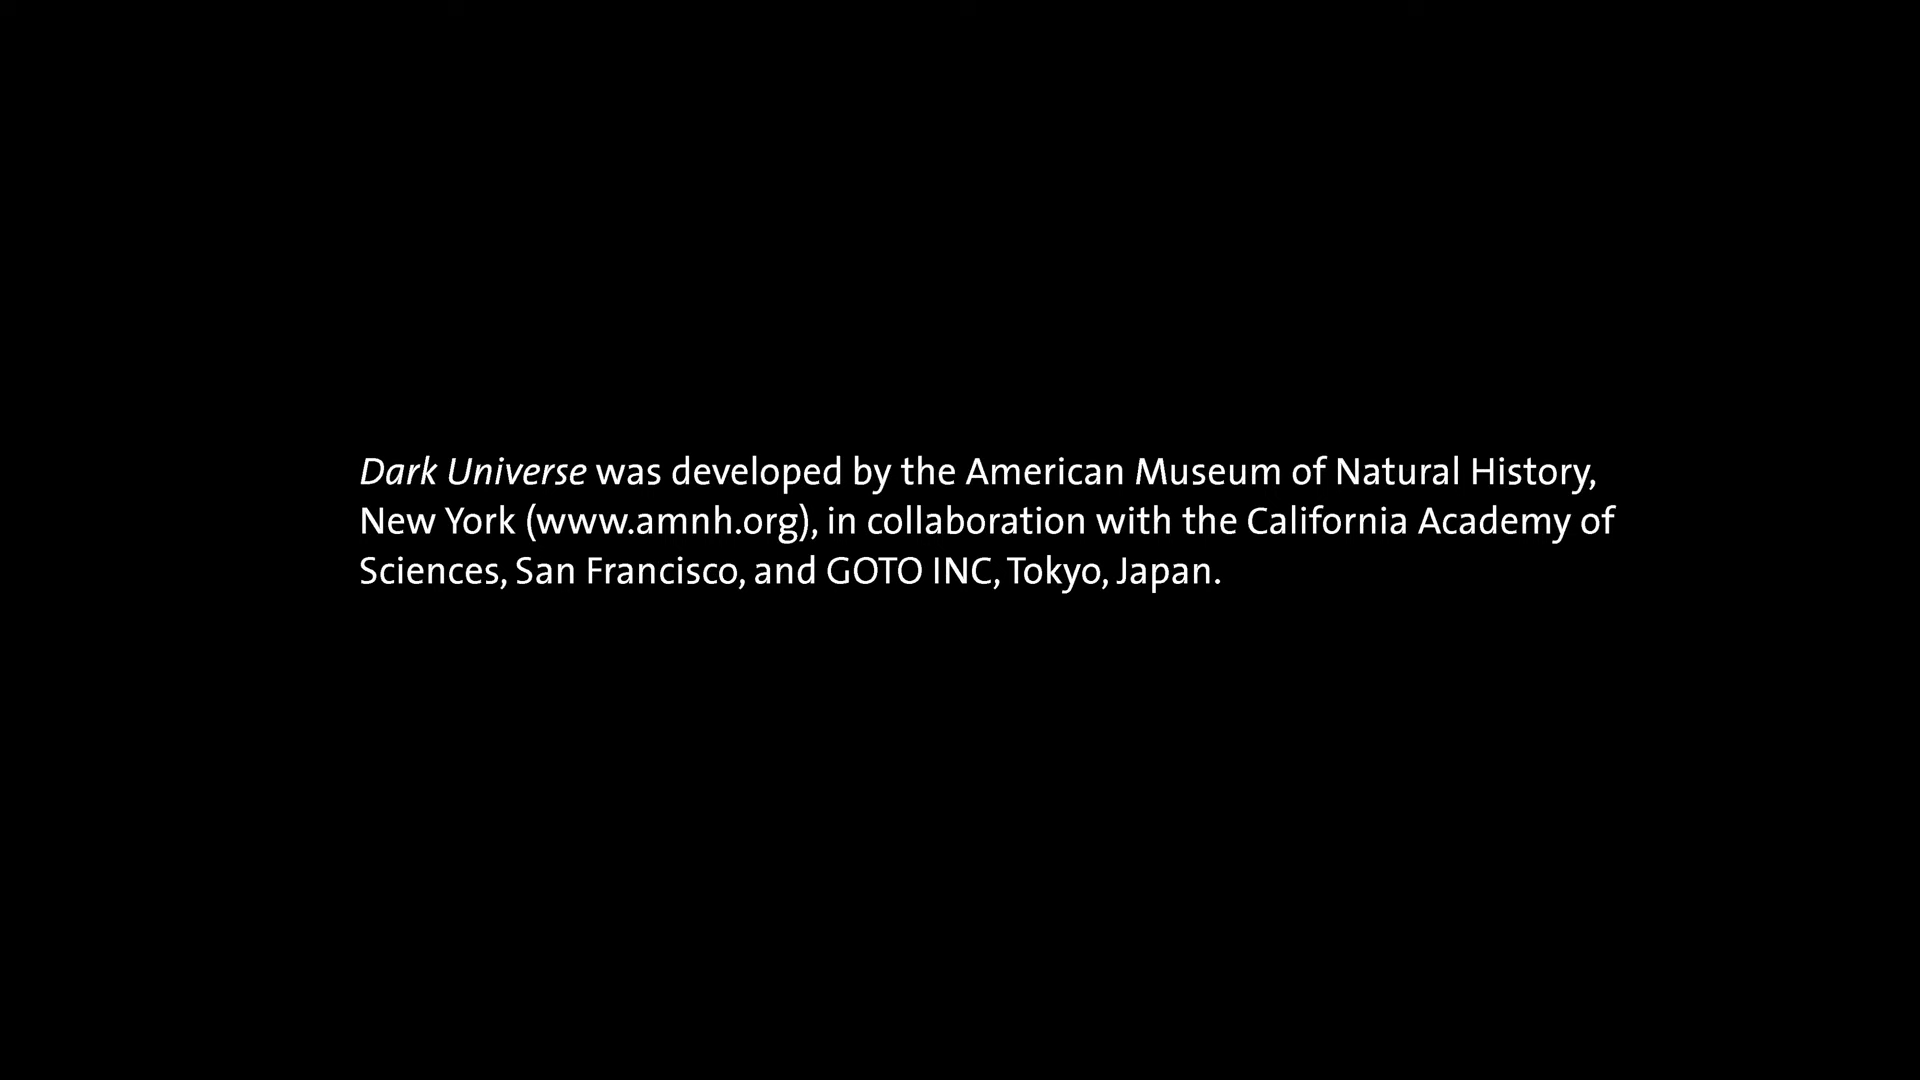 Dark Universe was developed by the American Museum of Natural History,
New York (www.amnh.org), in collaboration with the California Academy of
Sciences, San Francisco, and GOTO INC, Tokyo, Japan.